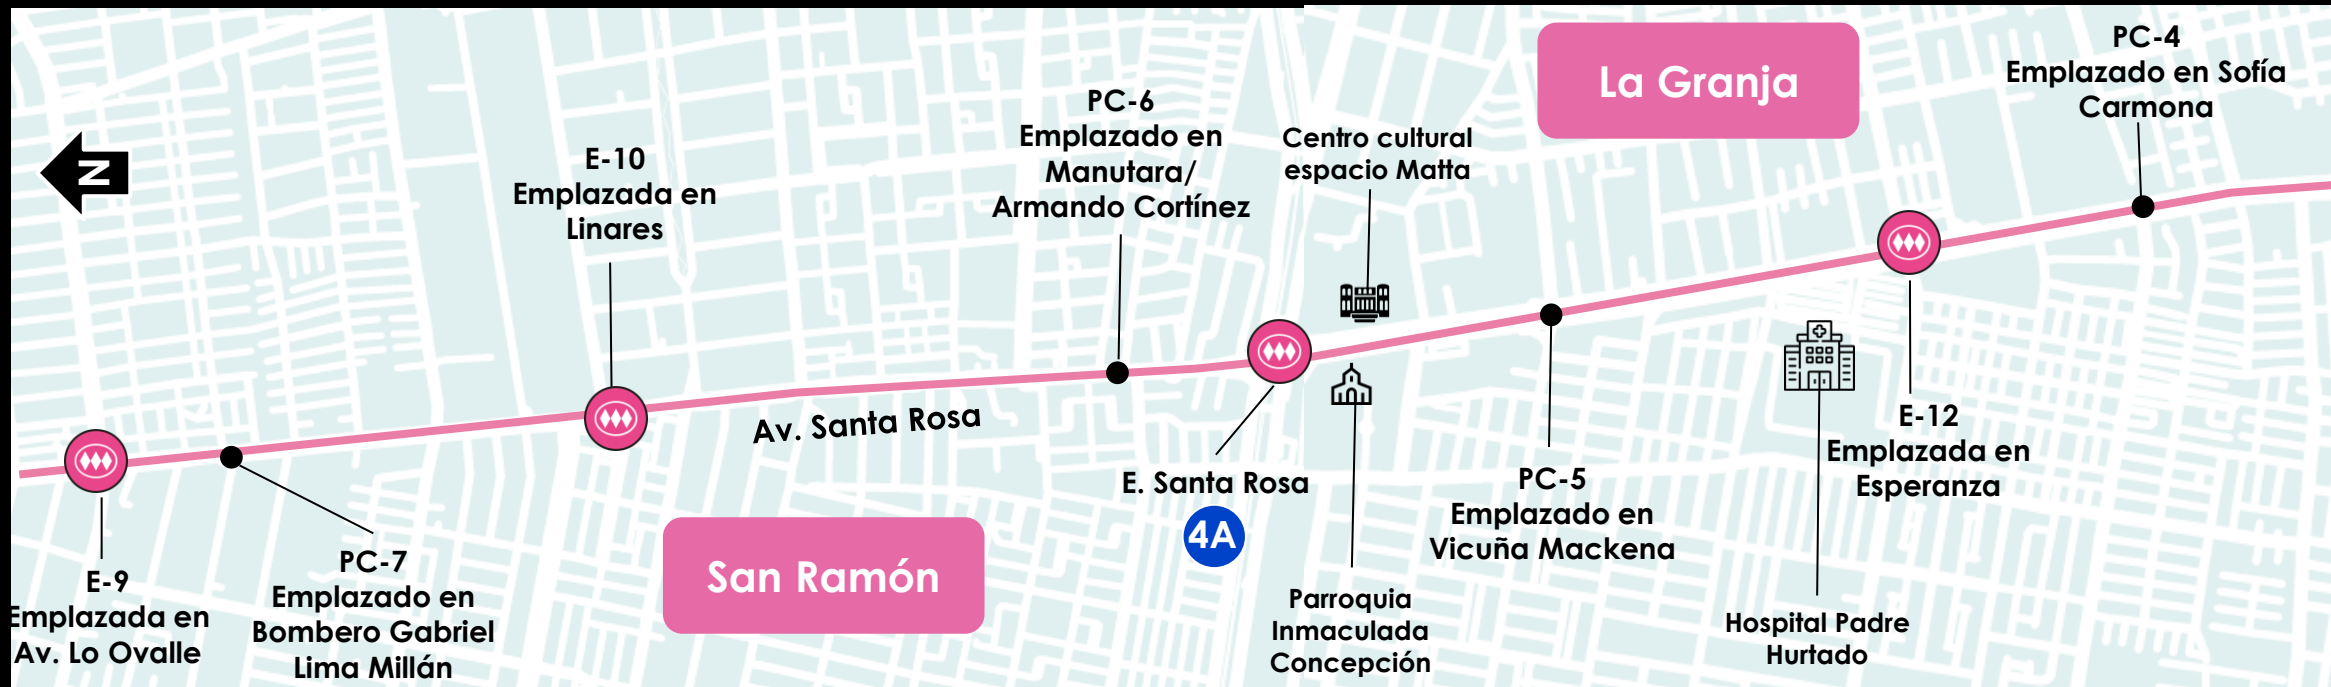 La Granja
PC-4
Emplazado en Sofía
Carmona
PC-6
Emplazado en
Manutara/
Armando Cortínez
Centro cultural
espacio Matta
E-10
Emplazada en
Linares
N
Av. Santa Rosa
E. Santa Rosa
4A
San Ramón
E-9
Emplazada en
Av. Lo Ovalle
PC-7
Emplazado en
Bombero Gabriel
Lima Millán
Parroquia
Inmaculada
Concepción
PC-5
Emplazado en
Vicuña Mackena
E-12
Emplazada en
Esperanza
Hospital Padre
Hurtado